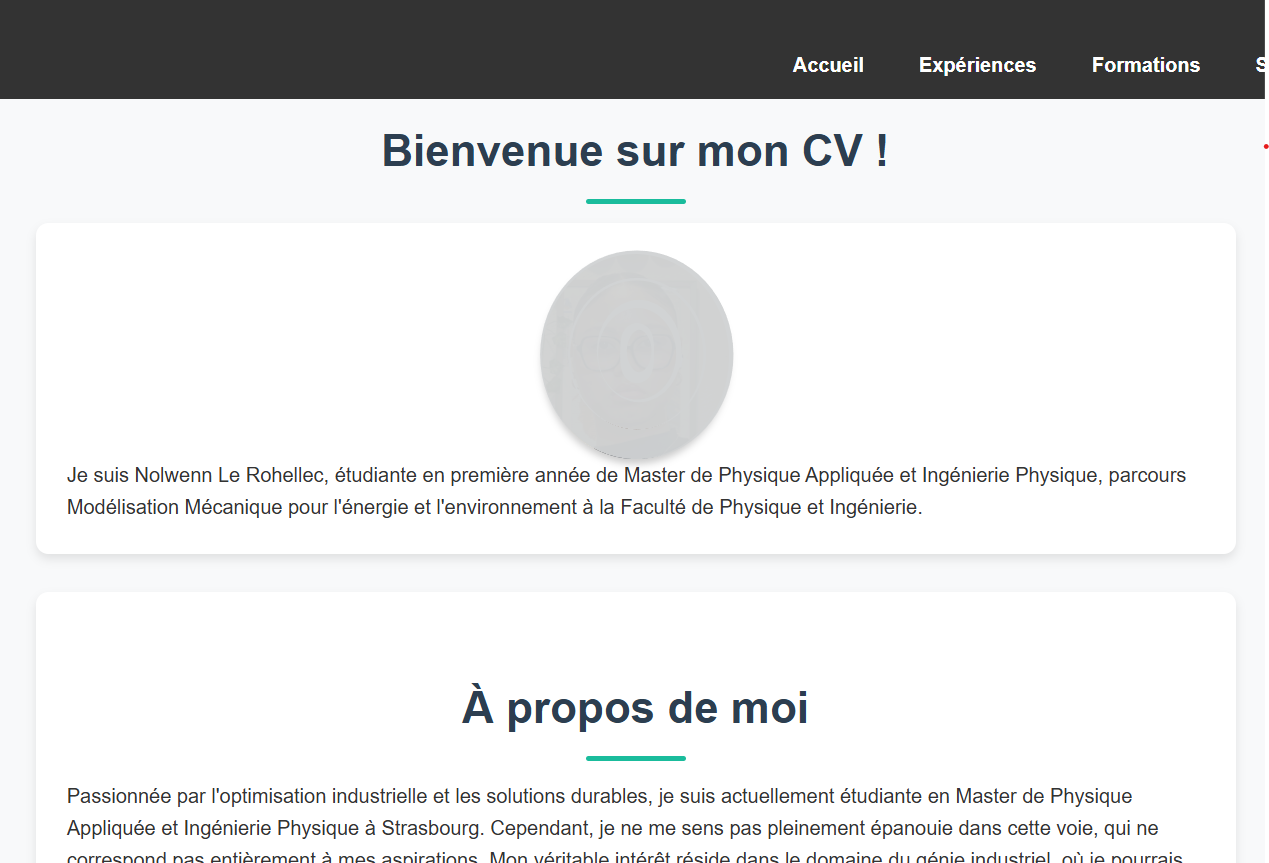 Accueil Expériences Formations S
Bienvenue sur mon CV !
Je suis Nolwenn Le Rohellec, étudiante en première année de Master de Physique Appliquée et Ingénierie Physique, parcours
Modélisation Mécanique pour l'énergie et l'environnement à la Faculté de Physique et Ingénierie.
À propos de moi
Passionnée par l'optimisation industrielle et les solutions durables, je suis actuellement étudiante en Master de Physique
Appliquée et Ingénierie Physique à Strasbourg. Cependant, je ne me sens pas pleinement épanouie dans cette voie, qui ne
correspond pas entièrement à mes aspirations. Mon véritable intérêt réside dans le domaine du génie industriel, où je pourrais